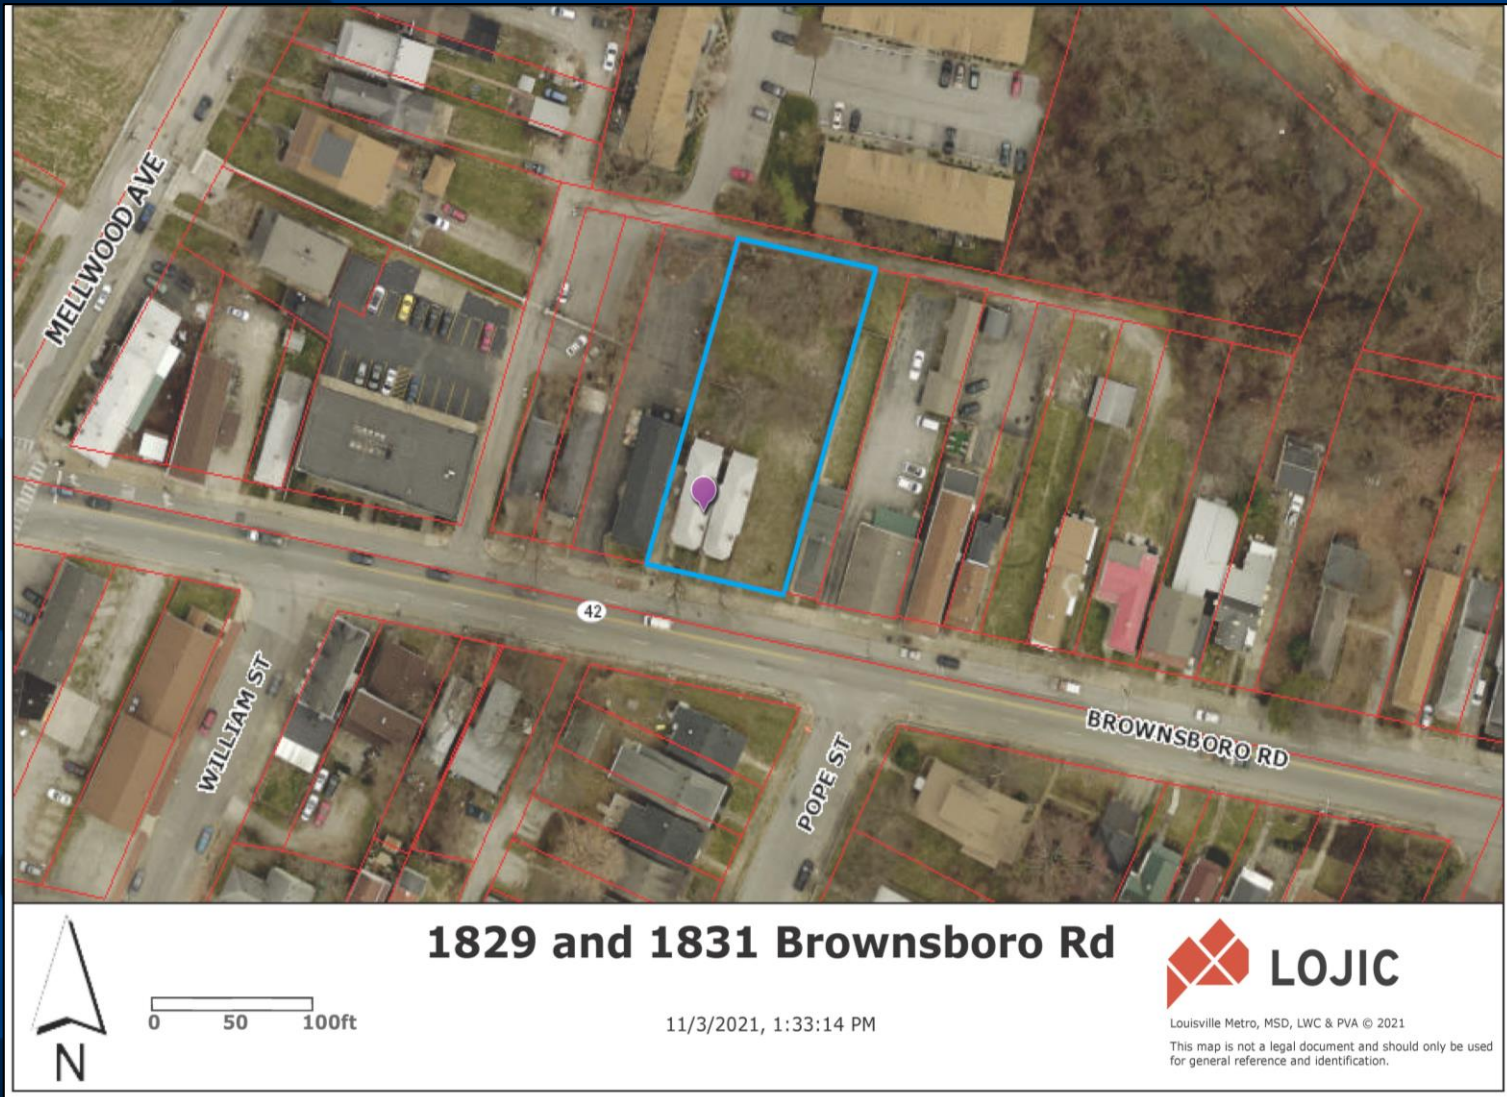 MELLWOOD AVE
42
WILLIAM ST
POPE ST
BROWNSBORO RD
1829 and 1831 Brownsboro Rd
LOJIC
0 50 100ft
11/3/2021, 1:33:14 PM
Louisville Metro, MSD, LWC & PVA © 2021
This map is not a legal document and should only be used
for general reference and identification.
N